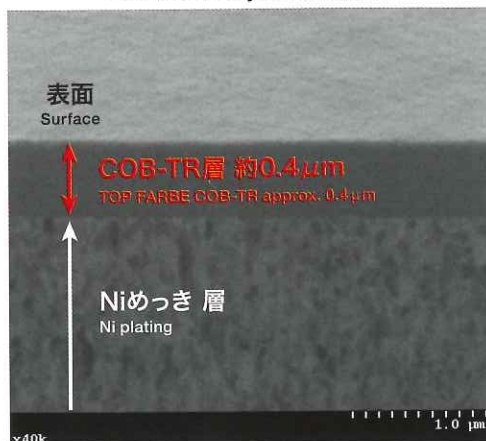 表面
Surface
COB-TR層 約0.4μm
TOP FARBE COB-TR approx. 0.4μm
Niめっき 層
Ni plating
1.0 μm
x40k